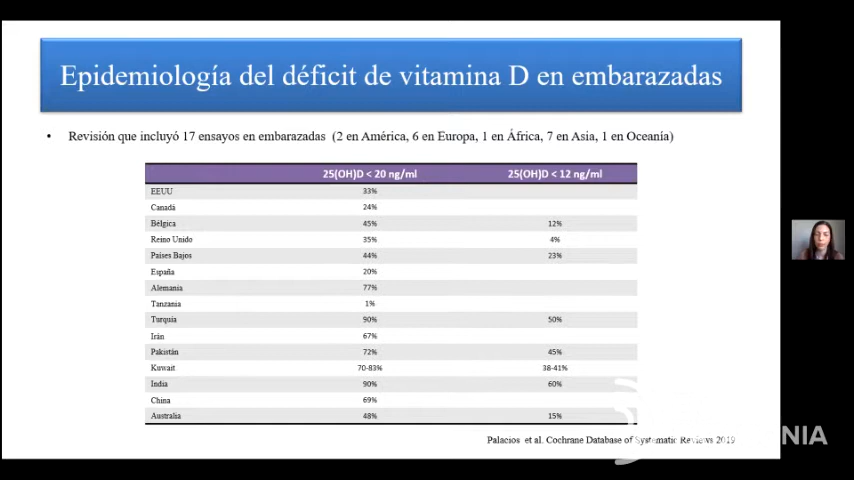 Epidemiología del déficit de vitamina D en embarazadas
• Revisión que incluyó 17 ensayos en embarazadas (2 en América, 6 en Europa, 1 en África, 7 en Asia, 1 en Oceanía)
25(OH)D < 20 ng/ml 25(OH)D < 12 ng/ml
EEUU 33%
Canadá 24%
Bélgica 45% 12%
Reino Unido 35% 4%
Países Bajos 44% 23%
España 20%
Alemania 77%
Tanzania 1%
Turquía 90% 50%
Irán 67%
Pakistán 72% 45%
Kuwait 70-83% 38-41%
India 90% 60%
China 69%
Australia 48% 15%
Palacios et al. Cochrane Database of Systematic Reviews 2019